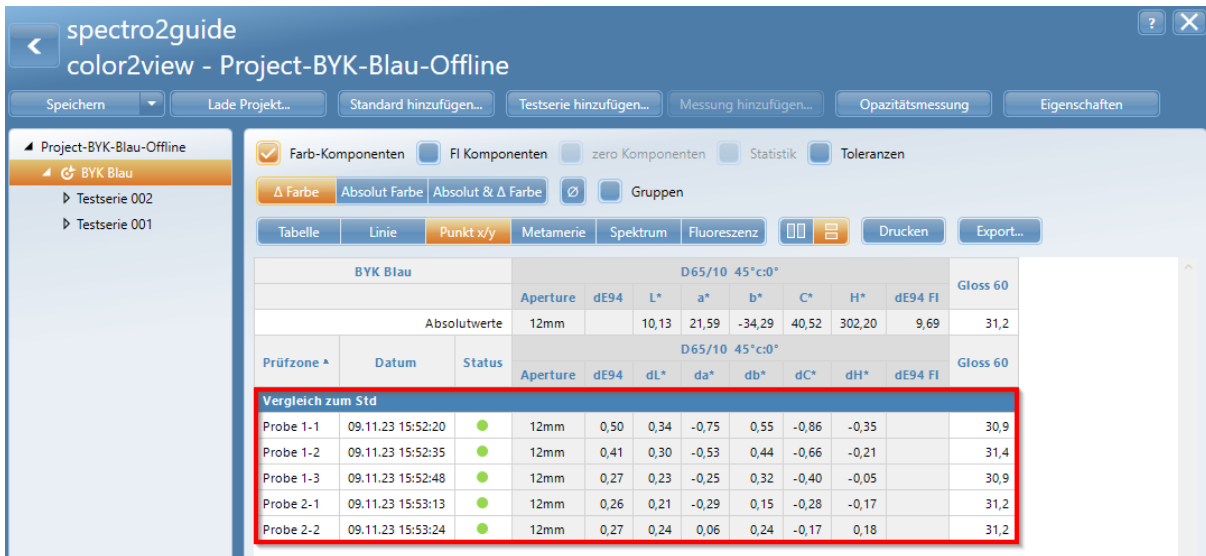 spectro2guide
color2view - Project-BYK-Blau-Offline
?
Speichern Lade Projekt... Standard hinzufügen... Testserie hinzufügen... Messung hinzufügen... Opazitätsmessung Eigenschaften
Project-BYK-Blau-Offline
BYK Blau
Testserie 002
Testserie 001
Farb-Komponenten FI Komponenten zero Komponenten Statistik Toleranzen
Δ Farbe Absolut Farbe Absolut & Δ Farbe Ø Gruppen
Tabelle Linie Punkt x/y Metamerie Spektrum Fluoreszenz Drucken Export...
BYK Blau D65/10 45°c:0° Gloss 60
Aperture dE94 L* a* b* C* H* dE94 FI
Absolutwerte 12mm 10,13 21,59 -34,29 40,52 302,20 9,69 31,2
Prüfzone Datum Status D65/10 45°c:0° Gloss 60
Aperture dE94 dL* da* db* dC* dH* dE94 FI
Vergleich zum Std
Probe 1-1 09.11.23 15:52:20 12mm 0,50 0,34 -0,75 0,55 -0,86 -0,35 30,9
Probe 1-2 09.11.23 15:52:35 12mm 0,41 0,30 -0,53 0,44 -0,66 -0,21 31,4
Probe 1-3 09.11.23 15:52:48 12mm 0,27 0,23 -0,25 0,32 -0,40 -0,05 30,9
Probe 2-1 09.11.23 15:53:13 12mm 0,26 0,21 -0,29 0,15 -0,28 -0,17 31,2
Probe 2-2 09.11.23 15:53:24 12mm 0,27 0,24 0,06 0,24 -0,17 0,18 31,2